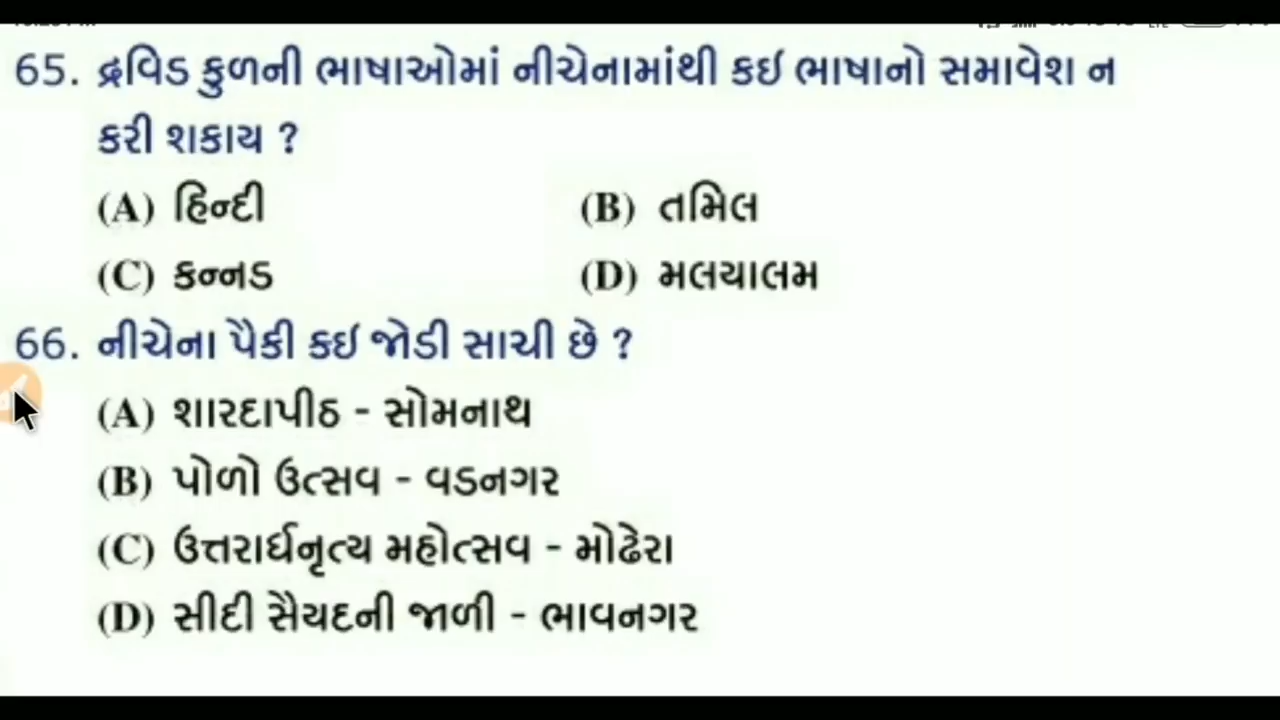 65. દ્રવિડ કુળની ભાષાઓમાં નીચેનામાંથી કઇ ભાષાનો સમાવેશ ન
કરી શકાય ?
(A) હિન્દી (B) તમિલ
(C) કન્નડ (D) મલયાલમ
66. નીચેના પૈકી કઇ જોડી સાચી છે ?
(A) શારદાપીઠ - સોમનાથ
(B) પોળો ઉત્સવ - વડનગર
(C) ઉત્તરાર્ધનૃત્ય મહોત્સવ - મોઢેરા
(D) સીદી સૈયદની જાળી - ભાવનગર